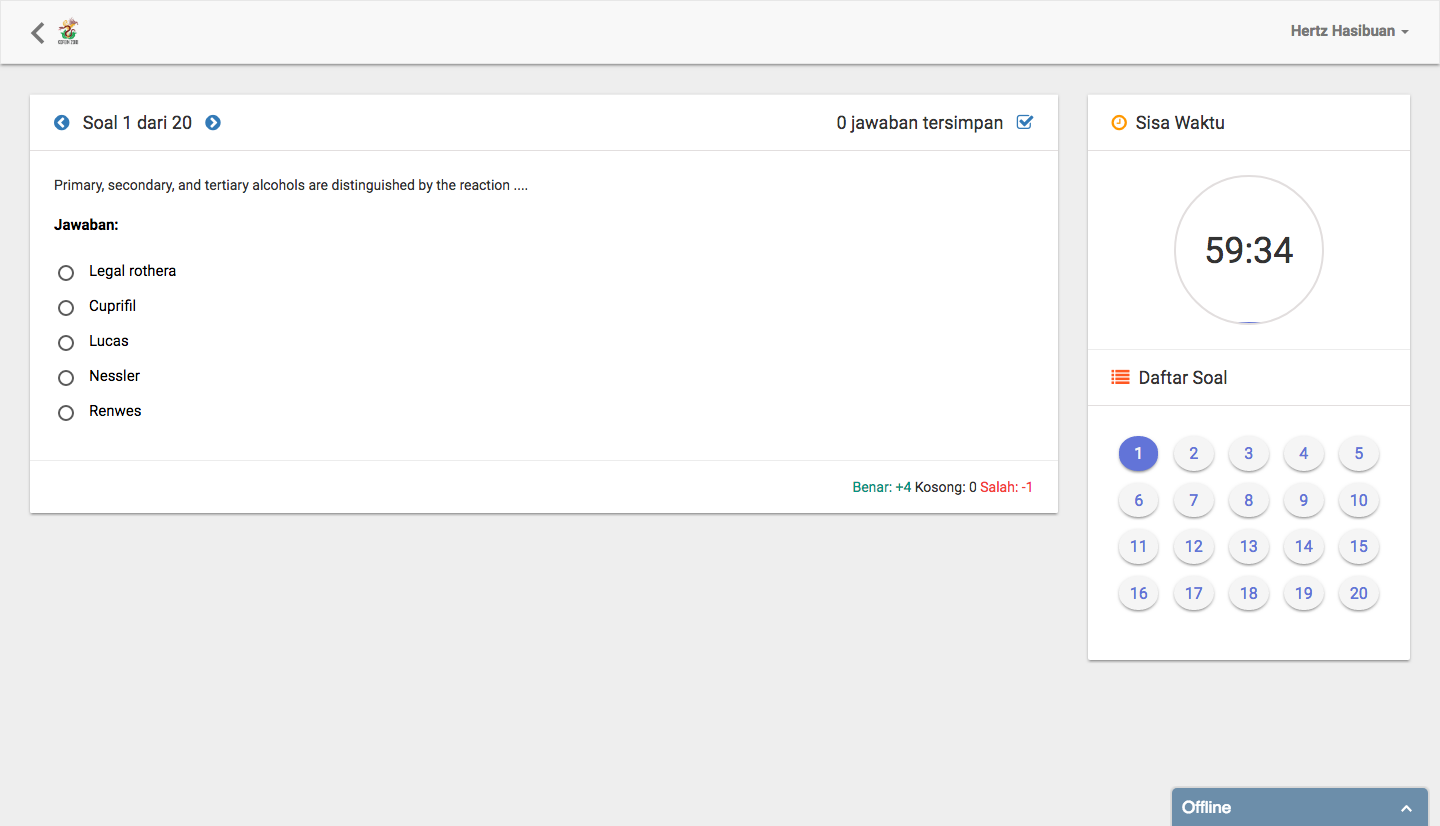 Hertz Hasibuan
Soal 1 dari 20
0 jawaban tersimpan
Primary, secondary, and tertiary alcohols are distinguished by the reaction ....
Jawaban:
Legal rothera
Cuprifil
Lucas
Nessler
Renwes
Benar: +4 Kosong: 0 Salah: -1
Sisa Waktu
59:34
Daftar Soal
1 2 3 4 5
6 7 8 9 10
11 12 13 14 15
16 17 18 19 20
Offline